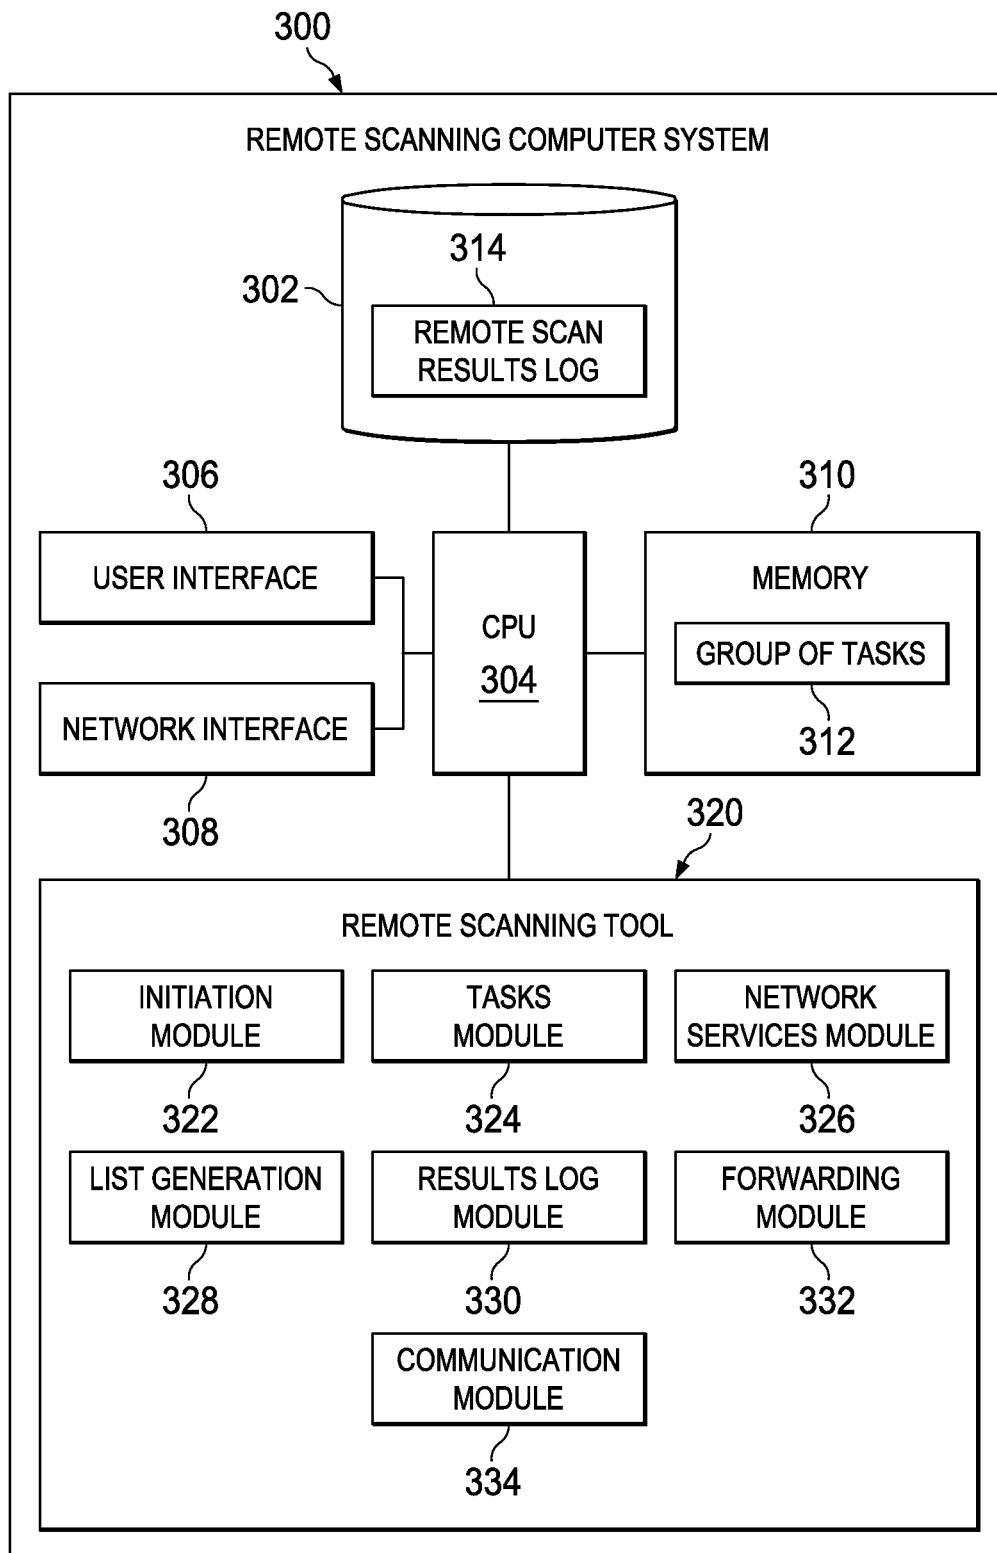 300
REMOTE SCANNING COMPUTER SYSTEM
314
302
REMOTE SCAN
RESULTS LOG
306
310
USER INTERFACE
CPU
304
MEMORY
GROUP OF TASKS
312
NETWORK INTERFACE
308
320
REMOTE SCANNING TOOL
INITIATION
MODULE
322
TASKS
MODULE
324
NETWORK
SERVICES MODULE
326
LIST GENERATION
MODULE
328
RESULTS LOG
MODULE
330
FORWARDING
MODULE
332
COMMUNICATION
MODULE
334